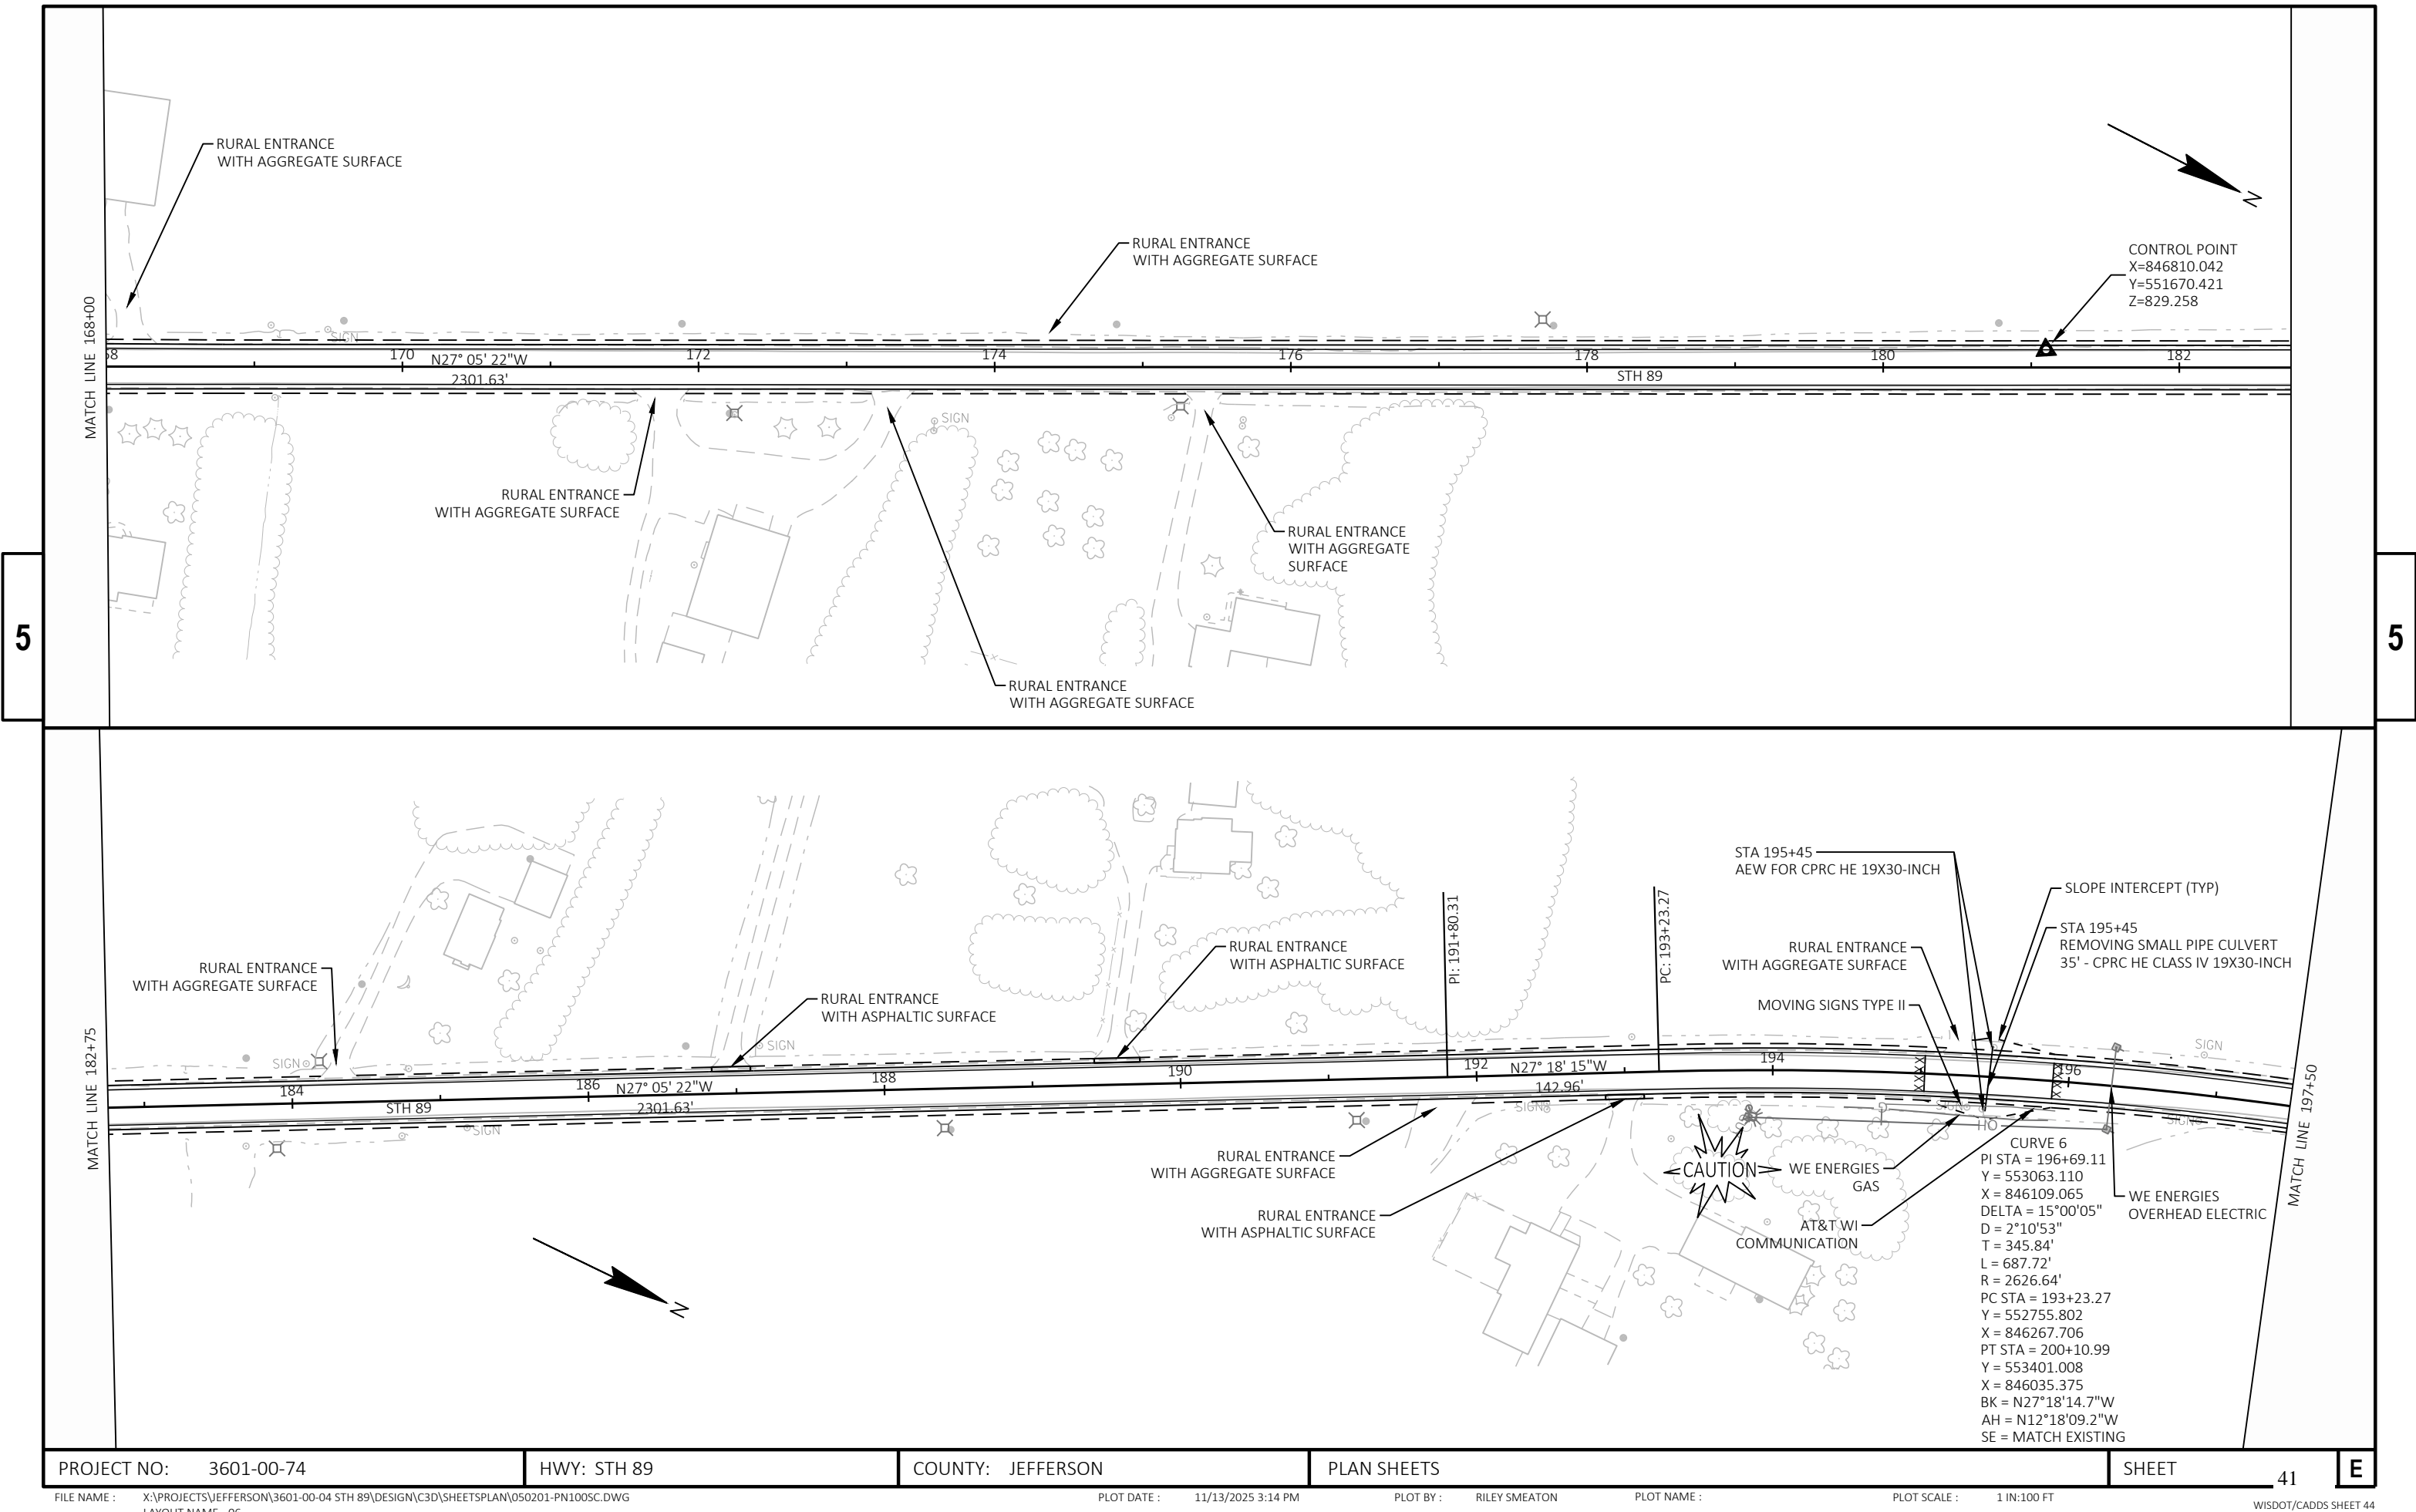 RURAL ENTRANCE
WITH AGGREGATE SURFACE
RURAL ENTRANCE
WITH AGGREGATE SURFACE
CONTROL POINT
X=846810.042
Y=551670.421
Z=829.258
MATCH LINE 168+00
SIGN
68 170 172 174 176 178 180 182
N27° 05' 22"W
2301.63'
STH 89
SIGN
RURAL ENTRANCE
WITH AGGREGATE SURFACE
RURAL ENTRANCE
WITH AGGREGATE
SURFACE
RURAL ENTRANCE
WITH AGGREGATE SURFACE
N
5
5
STA 195+45
AEW FOR CPRC HE 19X30-INCH
SLOPE INTERCEPT (TYP)
STA 195+45
REMOVING SMALL PIPE CULVERT
35' - CPRC HE CLASS IV 19X30-INCH
PI: 191+80.31
PC: 193+23.27
RURAL ENTRANCE
WITH ASPHALTIC SURFACE
RURAL ENTRANCE
WITH AGGREGATE SURFACE
RURAL ENTRANCE
WITH AGGREGATE SURFACE
RURAL ENTRANCE
WITH ASPHALTIC SURFACE
MOVING SIGNS TYPE II
MATCH LINE 182+75
SIGN
SIGN
SIGN
184 186 188 190 192 194 196
XXXX
XXXX
N27° 05' 22"W
2301.63'
STH 89
N27° 18' 15"W
142.96'
SIGN
SIGN
SIGN
SIGN
G
HO
MATCH LINE 197+50
RURAL ENTRANCE
WITH AGGREGATE SURFACE
RURAL ENTRANCE
WITH ASPHALTIC SURFACE
CAUTION
WE ENERGIES
GAS
AT&T WI
COMMUNICATION
WE ENERGIES
OVERHEAD ELECTRIC
CURVE 6
PI STA = 196+69.11
Y = 553063.110
X = 846109.065
DELTA = 15°00'05"
D = 2°10'53"
T = 345.84'
L = 687.72'
R = 2626.64'
PC STA = 193+23.27
Y = 552755.802
X = 846267.706
PT STA = 200+10.99
Y = 553401.008
X = 846035.375
BK = N27°18'14.7"W
AH = N12°18'09.2"W
SE = MATCH EXISTING
N
PROJECT NO: 3601-00-74
HWY: STH 89
COUNTY: JEFFERSON
PLAN SHEETS
SHEET 41
E
FILE NAME : X:\PROJECTS\JEFFERSON\3601-00-04 STH 89\DESIGN\C3D\SHEETSPLAN\050201-PN100SC.DWG
PLOT DATE : 11/13/2025 3:14 PM
PLOT BY : RILEY SMEATON
PLOT NAME :
PLOT SCALE : 1 IN:100 FT
WISDOT/CADDS SHEET 44